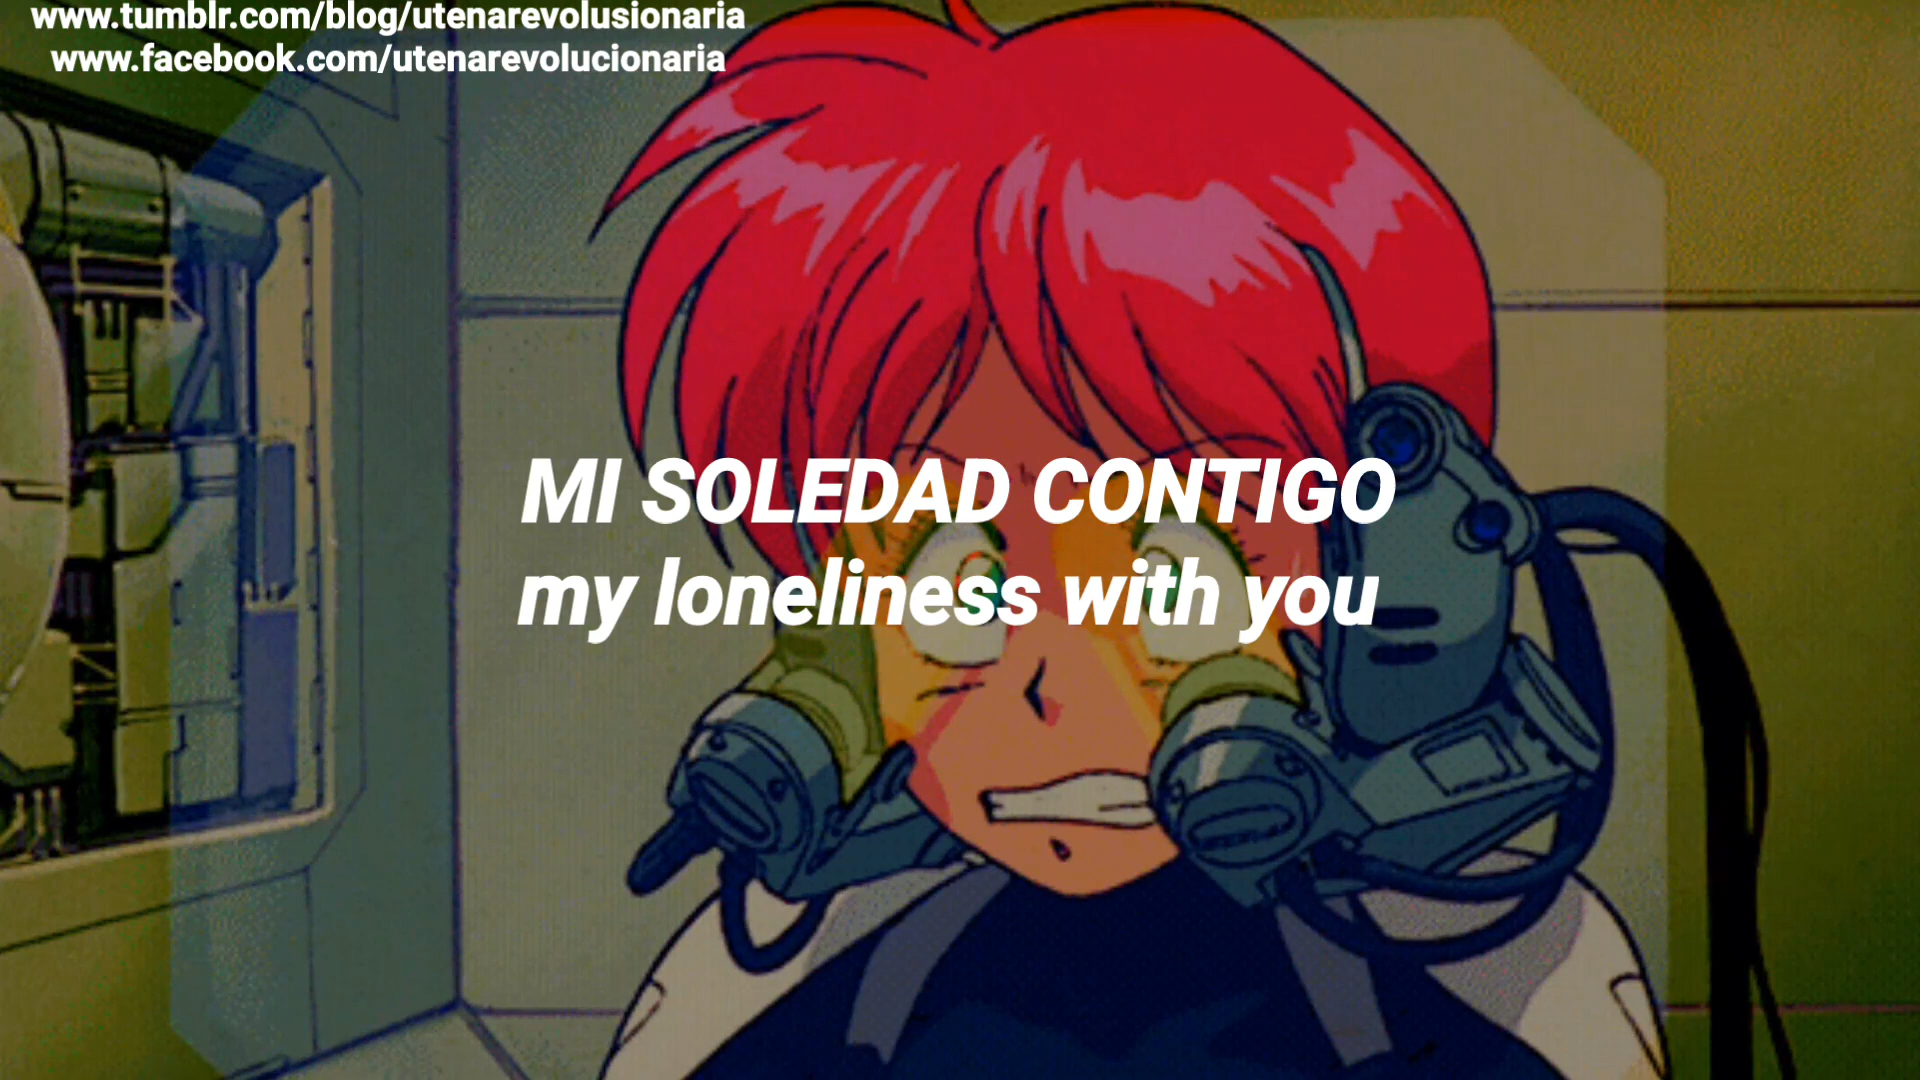 www.tumblr.com/blog/utenarevolusionaria
www.facebook.com/utenarevolucionaria
MI SOLEDAD CONTIGO
my loneliness with you